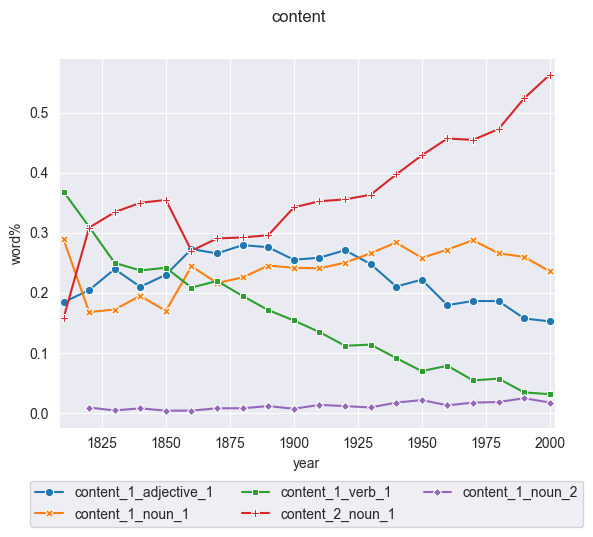 content
0.5
0.4
0.3
0.2
0.1
0.0
word%
1825 1850 1875 1900 1925 1950 1975 2000
year
content_1_adjective_1 content_1_verb_1 content_1_noun_2
content_1_noun_1 content_2_noun_1